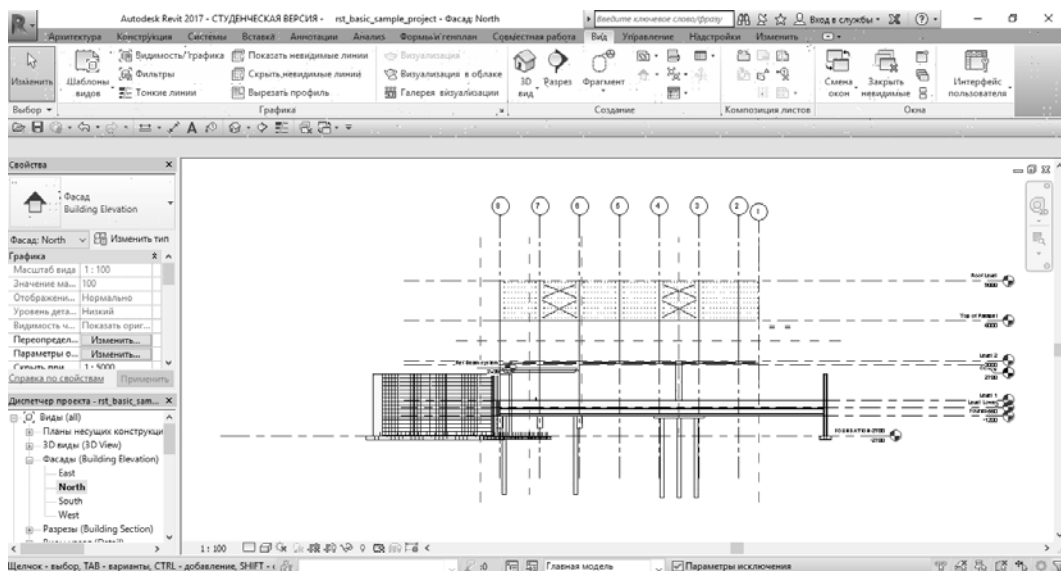 Autodesk Revit 2017 - СТУДЕНЧЕСКАЯ ВЕРСИЯ - rst_basic_sample_project - Фасад: North
Введите ключевое слово/фразу
Вход в службы
Архитектура Конструкция Системы Вставка Аннотации Анализ Формы и генплан Совместная работа Вид Управление Надстройки Изменить
Изменить
Шаблоны видов
Видимость/графика
Фильтры
Тонкие линии
Показать невидимые линии
Скрыть невидимые линии
Вырезать профиль
Визуализация
Визуализация в облаке
Галерея визуализации
3D вид
Разрез
Фрагмент
Смена окон
Закрыть невидимые
Интерфейс пользователя
Выбор Графика Создание Композиция листов Окна
Свойства
Фасад
Building Elevation
Фасад: North Изменить тип
Графика
Масштаб вида 1 : 100
Значение ма... 100
Отображени... Нормально
Уровень дета... Низкий
Видимость ч... Показать ориг...
Переопредел... Изменить...
Параметры о... Изменить...
Скрыть при 1 : 5000
Справка по свойствам Применить
Диспетчер проекта - rst_basic_sam...
Виды (all)
Планы несущих конструкци
3D виды (3D View)
Фасады (Building Elevation)
East
North
South
West
Разрезы (Building Section)
8 7 6 5 4 3 2 1
Roof Level
Top of Parapet
Level 2
2700
Level 1
-1200
FOUNDATION-2700
-2700
1 : 100
Щелчок - выбор, TAB - варианты, CTRL - добавление, SHIFT - с
:0
Главная модель
Параметры исключения